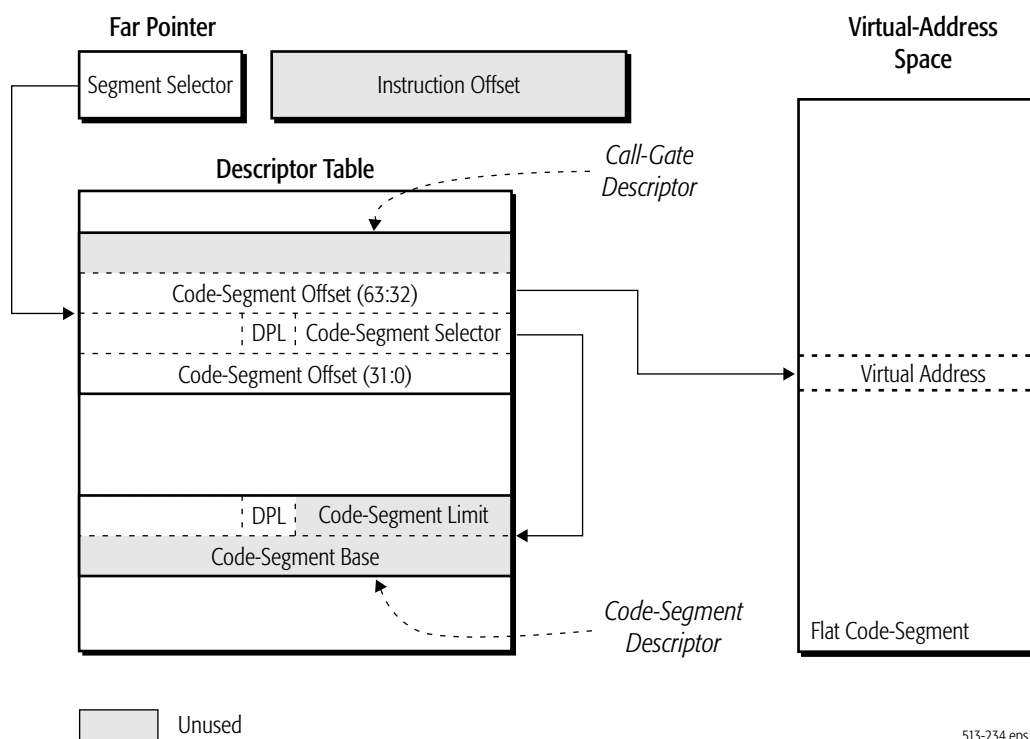 Far Pointer
Virtual-Address
Space
Segment Selector
Instruction Offset
Call-Gate
Descriptor
Descriptor Table
Code-Segment Offset (63:32)
DPL
Code-Segment Selector
Code-Segment Offset (31:0)
Virtual Address
DPL
Code-Segment Limit
Code-Segment Base
Code-Segment
Descriptor
Flat Code-Segment
Unused
513-234 eps